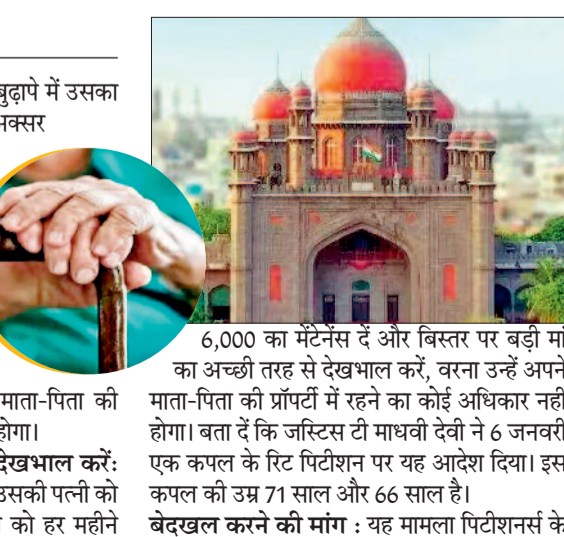 बुढ़ापे में उसका
अक्सर
माता-पिता की
होगा।
देखभाल करें:
उसकी पत्नी को
को हर महीने
6,000 का मेंटेनेंस दें और बिस्तर पर बड़ी मां
का अच्छी तरह से देखभाल करें, वरना उन्हें अपने
माता-पिता की प्रॉपर्टी में रहने का कोई अधिकार नहीं
होगा। बता दें कि जस्टिस टी माधवी देवी ने 6 जनवरी
एक कपल के रिट पिटीशन पर यह आदेश दिया। इस
कपल की उम्र 71 साल और 66 साल है।
बेदखल करने की मांग : यह मामला पिटीशनर्स के